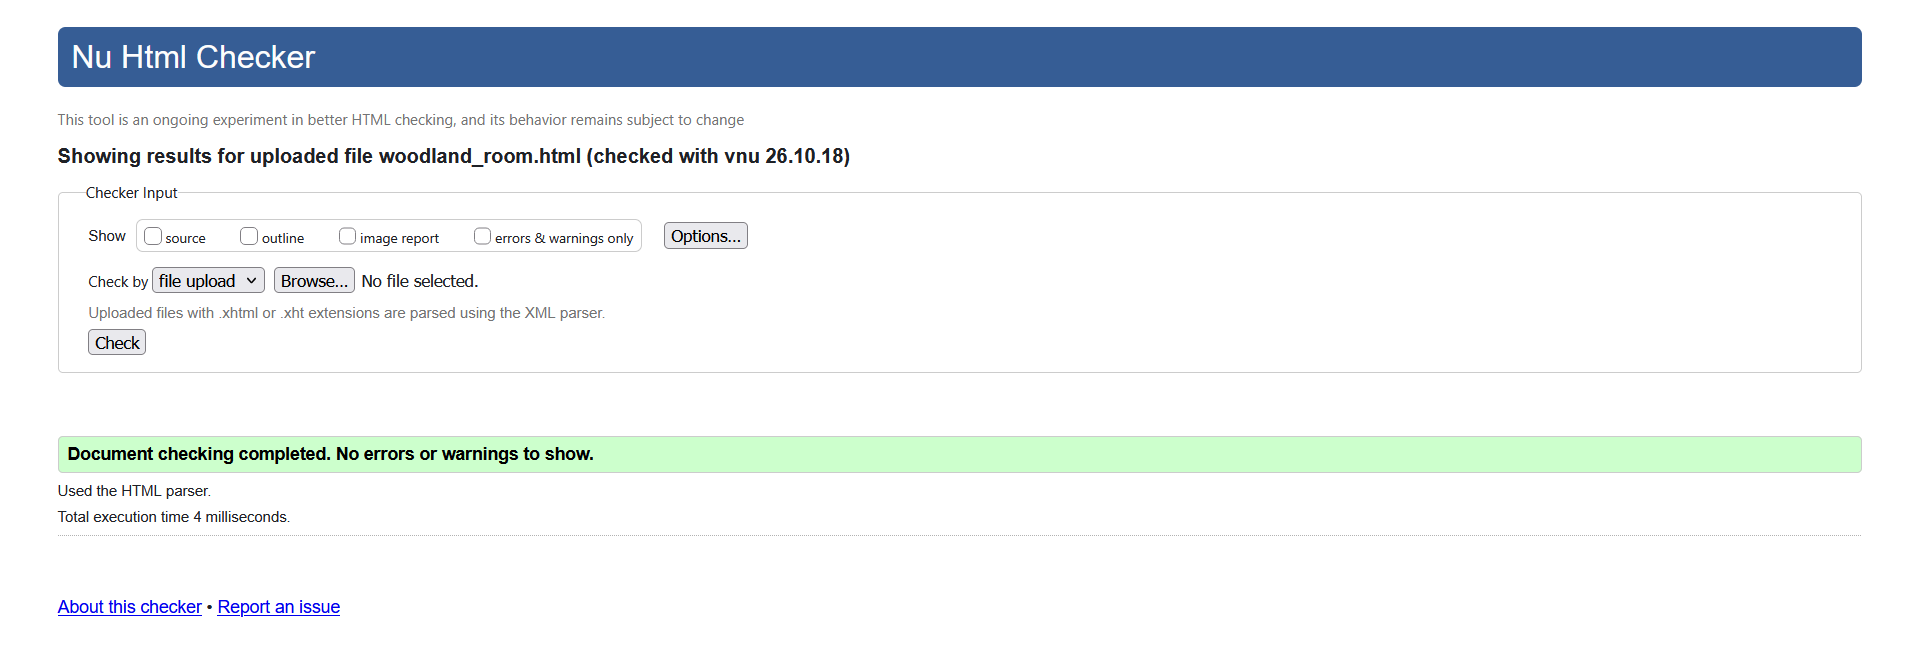 Nu Html Checker
This tool is an ongoing experiment in better HTML checking, and its behavior remains subject to change
Showing results for uploaded file woodland_room.html (checked with vnu 26.10.18)
Checker Input
Show source outline image report errors & warnings only Options...
Check by file upload Browse... No file selected.
Uploaded files with .xhtml or .xht extensions are parsed using the XML parser.
Check
Document checking completed. No errors or warnings to show.
Used the HTML parser.
Total execution time 4 milliseconds.
About this checker • Report an issue